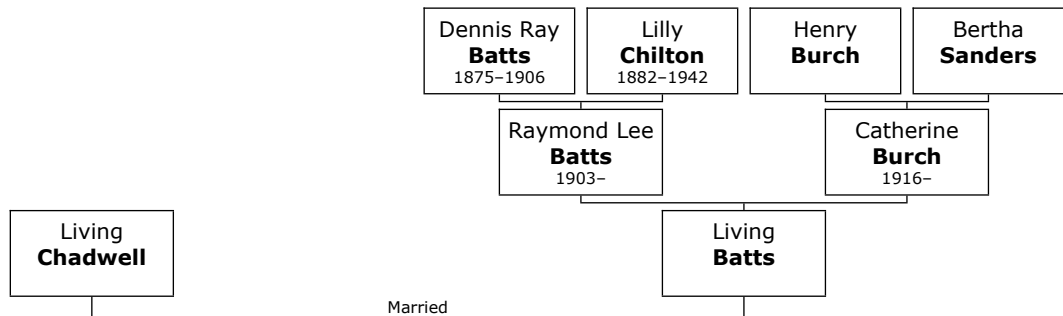 Dennis Ray
Batts
1875–1906
Lilly
Chilton
1882–1942
Henry
Burch
Bertha
Sanders
Raymond Lee
Batts
1903–
Catherine
Burch
1916–
Living
Chadwell
Living
Batts
Married